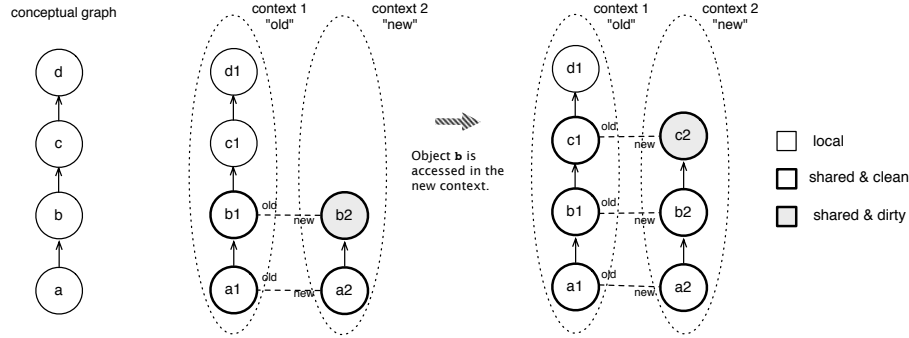 conceptual graph
d
c
b
a
context 1
"old"
context 2
"new"
d1
c1
b1
old
new
b2
a1
old
new
a2
Object b is
accessed in the
new context.
context 1
"old"
context 2
"new"
d1
c1
old
new
c2
b1
old
new
b2
a1
old
new
a2
local
shared & clean
shared & dirty